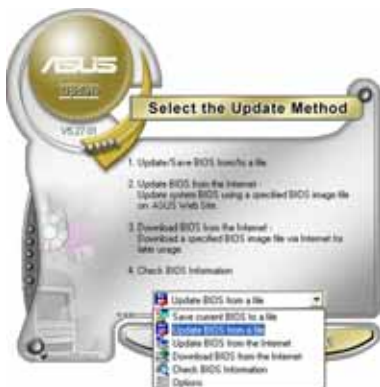 ASUS
Update
V5.27.01
Select the Update Method
1. Update/Save BIOS from/to a file
2. Update BIOS from the Internet -
Update system BIOS using a specified BIOS image file
on ASUS Web Site.
3. Download BIOS from the Internet -
Download a specified BIOS image file via Internet for
later usage.
4. Check BIOS Information
Update BIOS from a file
Save current BIOS to a file
Update BIOS from a file
Update BIOS from the Internet
Download BIOS from the Internet
Check BIOS Information
Options